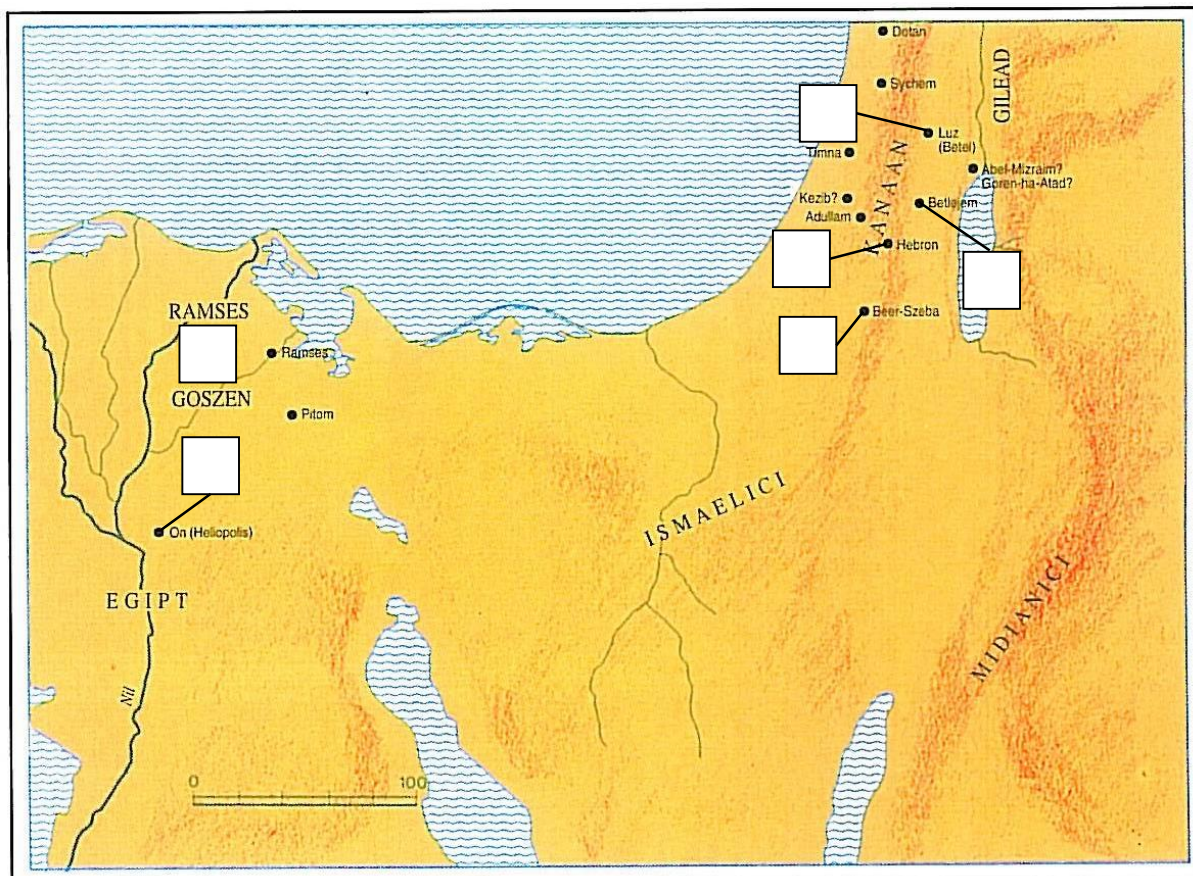 Dotan
Sychem
GILEAD
Luz
(Betel)
Timna
KANAAN
Abel-Mizraim?
Goren-ha-Atad?
Kezib?
Betlejem
Adullam
Hebron
RAMSES
Beer-Szeba
Ramses
GOSZEN
Pitom
ISMAELICI
On (Heliopolis)
EGIPT
MIDIANICI
Nil
0 100